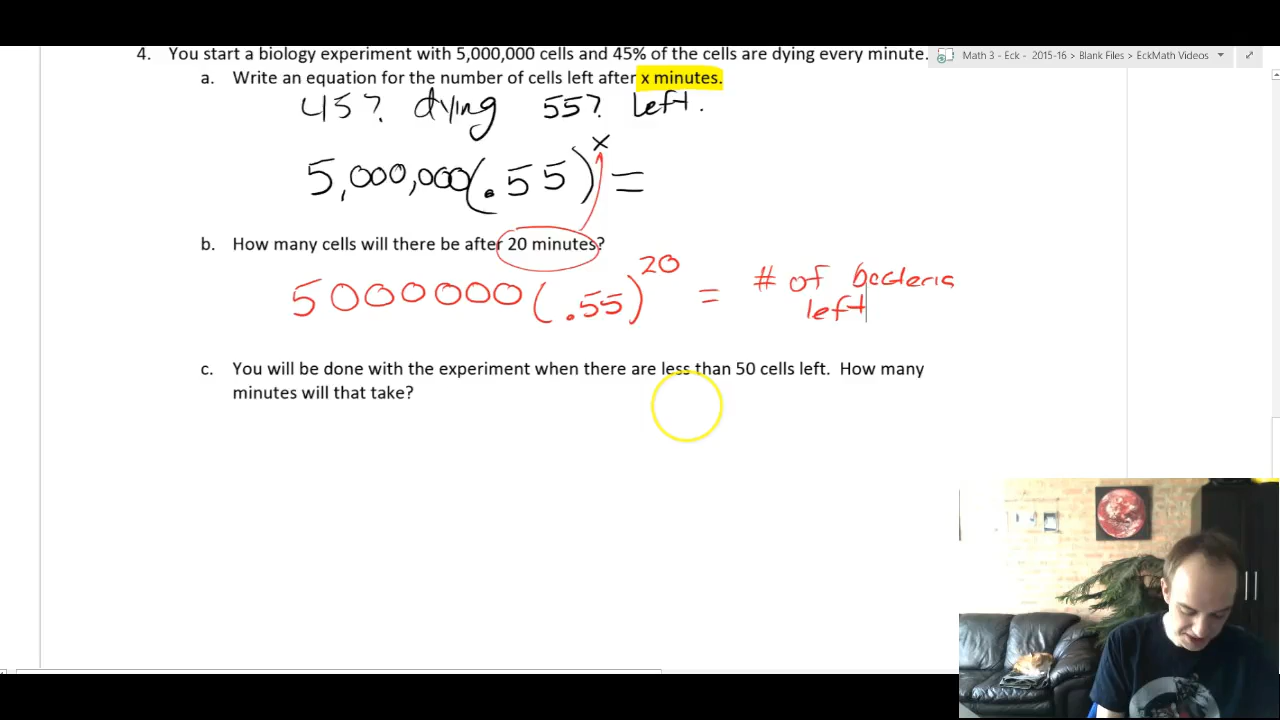 4. You start a biology experiment with 5,000,000 cells and 45% of the cells are dying every minute.
Math 3 - Eck - 2015-16 > Blank Files > EckMath Videos
a. Write an equation for the number of cells left after x minutes.
45? dying 55? left.
5,000,000(.55)^x =
b. How many cells will there be after 20 minutes?
5000000(.55)^20 = # of bacteria
left
c. You will be done with the experiment when there are less than 50 cells left. How many
minutes will that take?